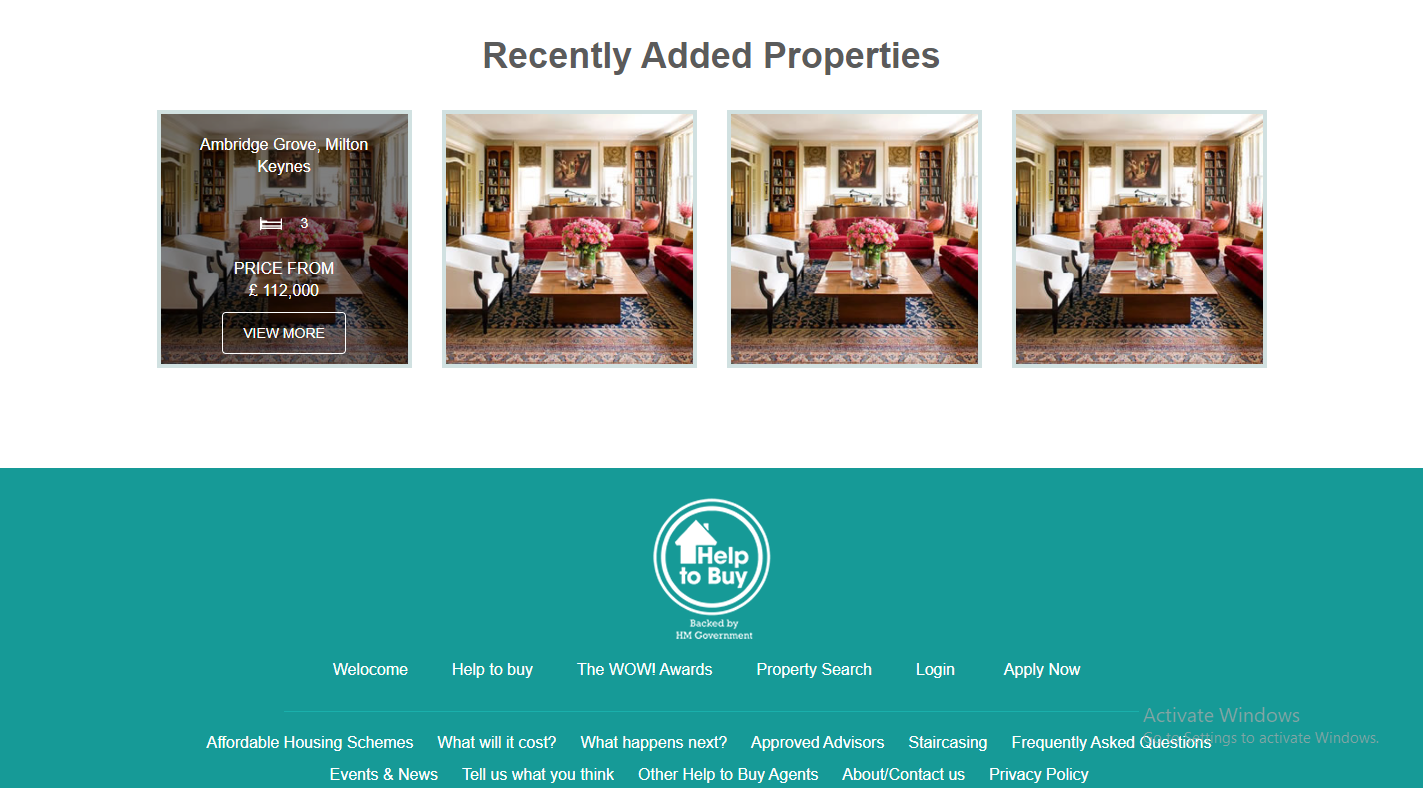 Recently Added Properties
Ambridge Grove, Milton
Keynes
3
PRICE FROM
£ 112,000
VIEW MORE
Help
to Buy
Backed by
HM Government
Welocome Help to buy The WOW! Awards Property Search Login Apply Now
Activate Windows
Go to Settings to activate Windows.
Affordable Housing Schemes What will it cost? What happens next? Approved Advisors Staircasing Frequently Asked Questions
Events & News Tell us what you think Other Help to Buy Agents About/Contact us Privacy Policy